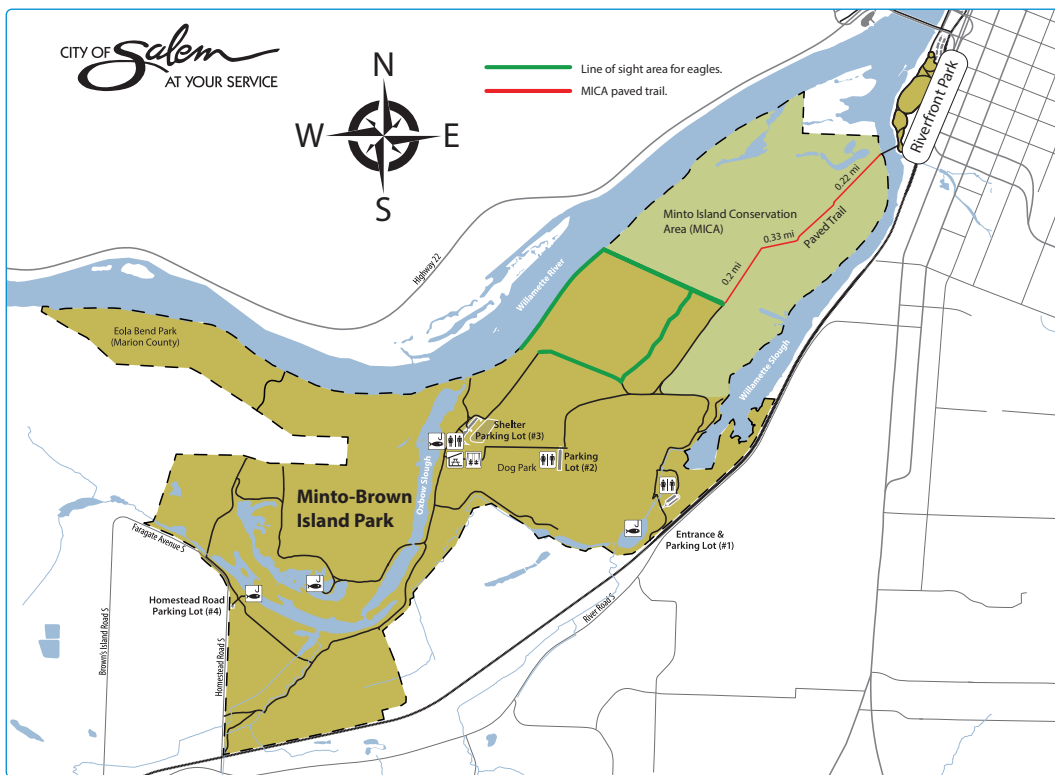 CITY OF Salem
AT YOUR SERVICE
N
W E
S
Line of sight area for eagles.
MICA paved trail.
Riverfront Park
Minto Island Conservation
Area (MICA)
0.22 mi
0.33 mi
Paved Trail
0.2 mi
Highway 22
Willamette River
Willamette Slough
Eola Bend Park
(Marion County)
Shelter
Parking Lot (#3)
Dog Park
Parking
Lot (#2)
Oxbow Slough
Minto-Brown
Island Park
Entrance &
Parking Lot (#1)
Faragate Avenue S
Homestead Road
Parking Lot (#4)
Brown's Island Road S
Homestead Road S
River Road S